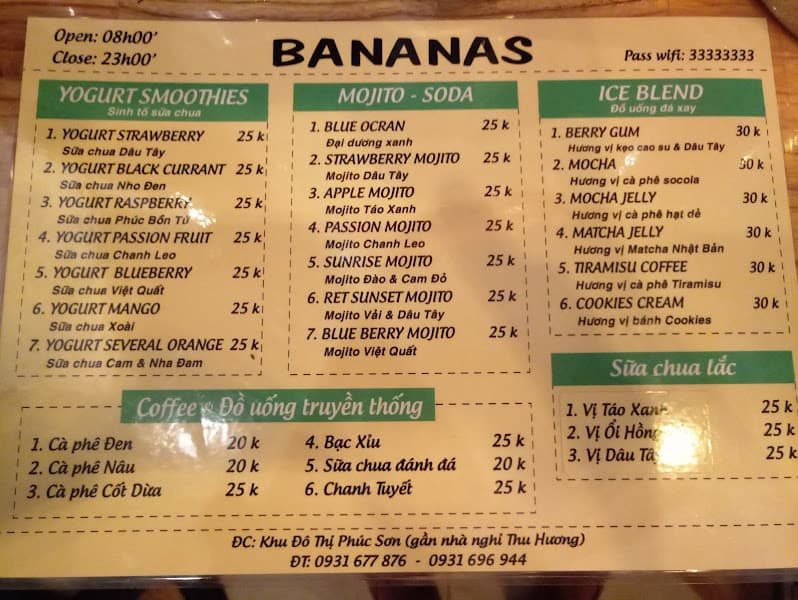 Open: 08h00'
Close: 23h00'
BANANAS
Pass wifi: 33333333
YOGURT SMOOTHIES
Sinh tố sữa chua
1. YOGURT STRAWBERRY 25 k
Sữa chua Dâu Tây
2. YOGURT BLACK CURRANT 25 k
Sữa chua Nho Đen
3. YOGURT RASPBERRY 25 k
Sữa chua Phúc Bồn Tử
4. YOGURT PASSION FRUIT 25 k
Sữa chua Chanh Leo
5. YOGURT BLUEBERRY 25 k
Sữa chua Việt Quất
6. YOGURT MANGO 25 k
Sữa chua Xoài
7. YOGURT SEVERAL ORANGE 25 k
Sữa chua Cam & Nha Đam
MOJITO - SODA
1. BLUE OCRAN 25 k
Đại dương xanh
2. STRAWBERRY MOJITO 25 k
Mojito Dâu Tây
3. APPLE MOJITO 25 k
Mojito Táo Xanh
4. PASSION MOJITO 25 k
Mojito Chanh Leo
5. SUNRISE MOJITO 25 k
Mojito Đào & Cam Đỏ
6. RET SUNSET MOJITO 25 k
Mojito Vải & Dâu Tây
7. BLUE BERRY MOJITO 25 k
Mojito Việt Quất
ICE BLEND
Đồ uống đá xay
1. BERRY GUM 30 k
Hương vị kẹo cao su & Dâu Tây
2. MOCHA 30 k
Hương vị cà phê socola
3. MOCHA JELLY 30 k
Hương vị cà phê hạt dẻ
4. MATCHA JELLY 30 k
Hương vị Matcha Nhật Bản
5. TIRAMISU COFFEE 30 k
Hương vị cà phê Tiramisu
6. COOKIES CREAM 30 k
Hương vị bánh Cookies
Sữa chua lắc
1. Vị Táo Xanh 25 k
2. Vị Ổi Hồng 25 k
3. Vị Dâu Tây 25 k
Coffee & Đồ uống truyền thống
1. Cà phê Đen 20 k
2. Cà phê Nâu 20 k
3. Cà phê Cốt Dừa 25 k
4. Bạc Xỉu 25 k
5. Sữa chua đánh đá 20 k
6. Chanh Tuyết 25 k
ĐC: Khu Đô Thị Phúc Sơn (gần nhà nghỉ Thu Hương)
ĐT: 0931 677 876 - 0931 696 944